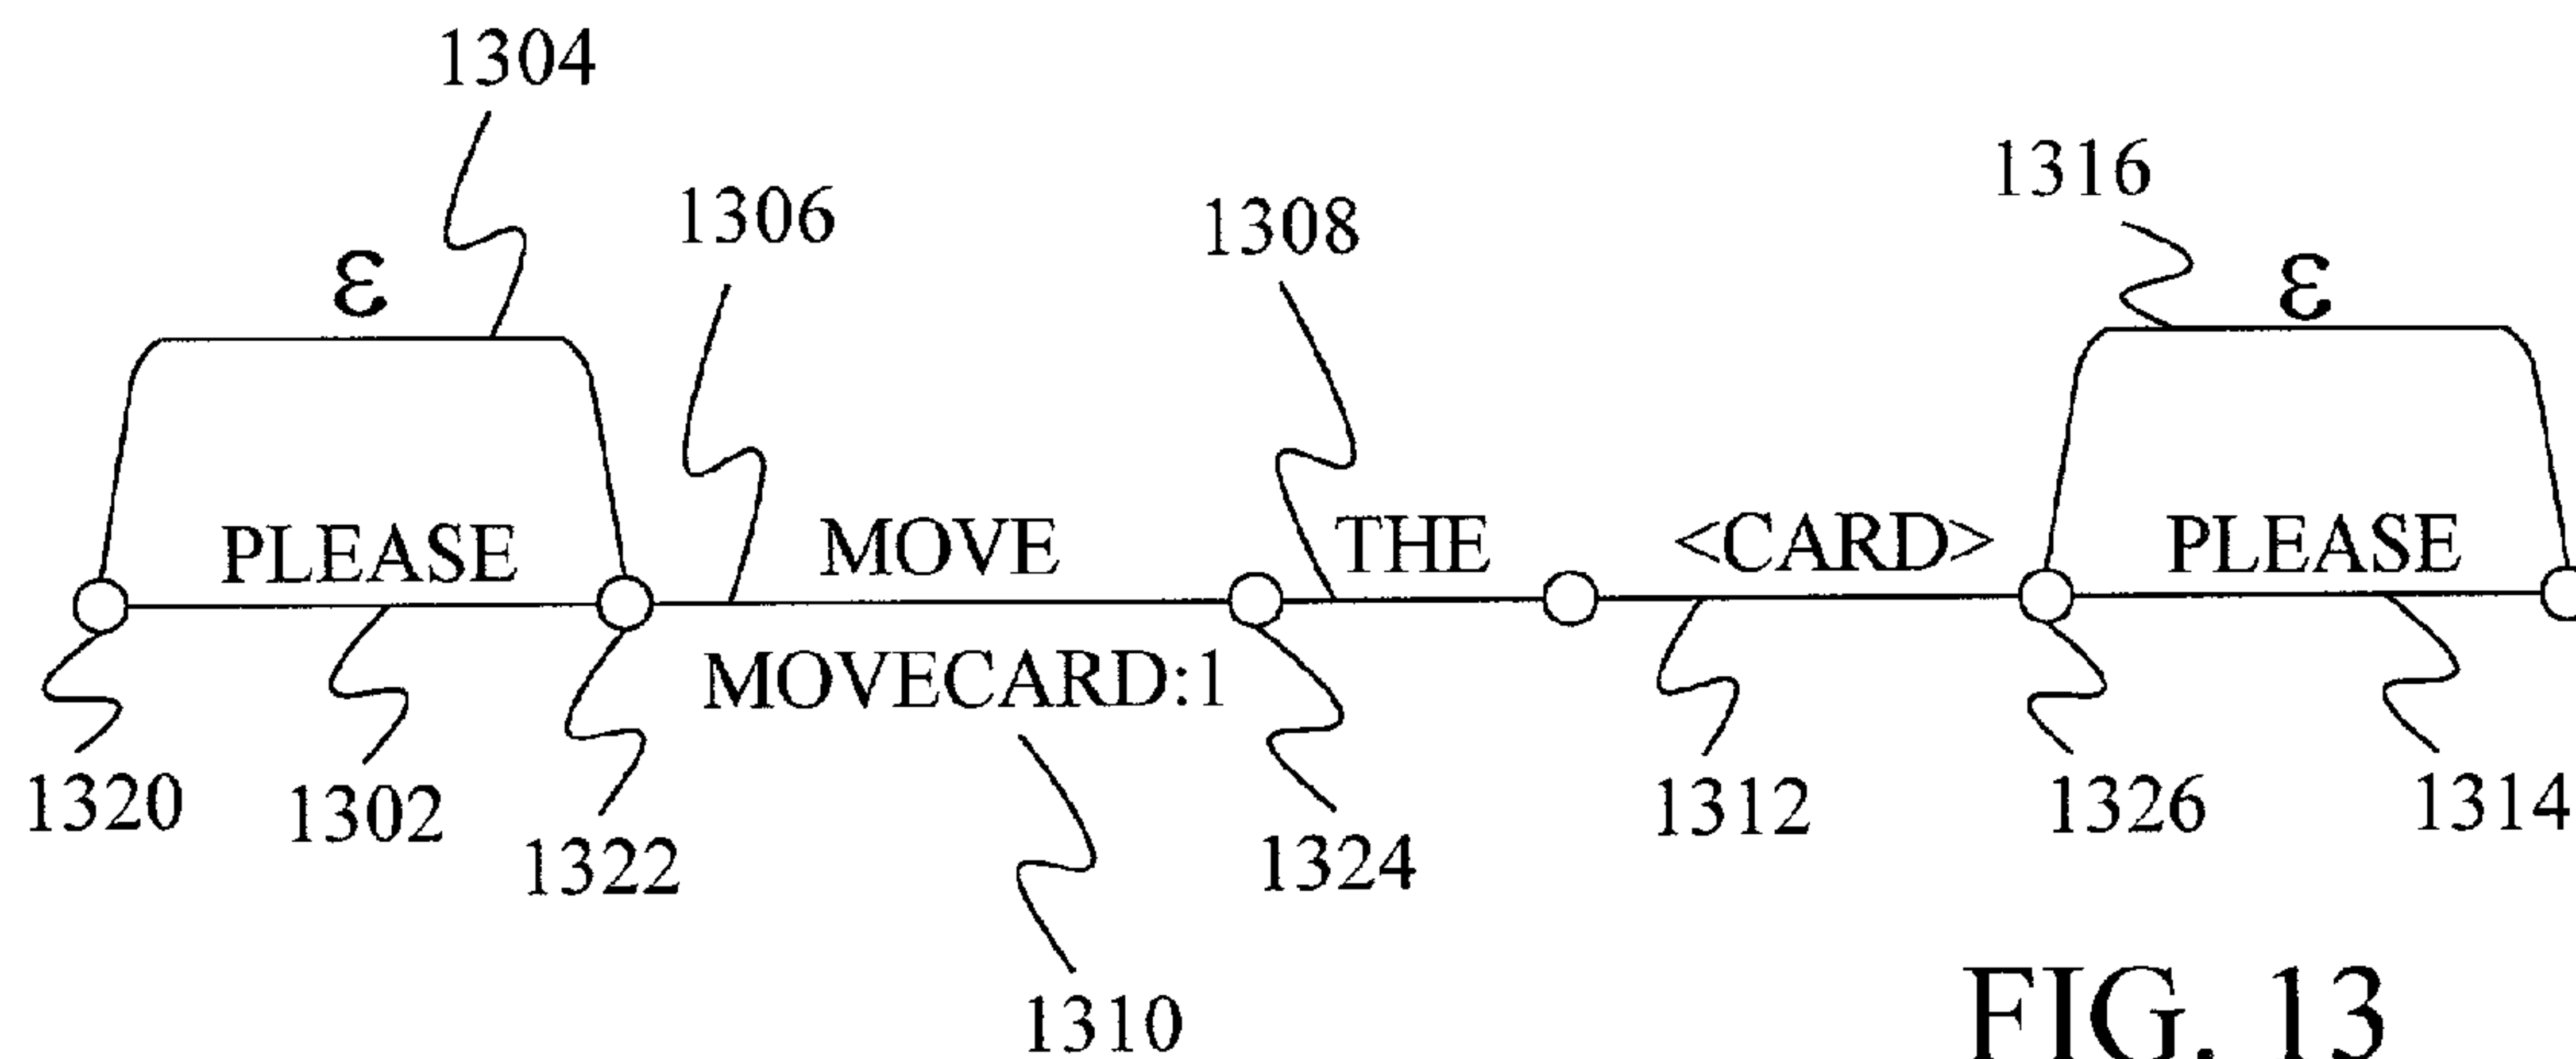 1304
1316
1306 1308
ε ε
PLEASE MOVE THE <CARD> PLEASE
MOVECARD:1
1320 1302 1322 1324 1312 1326 1314
1310
FIG. 13